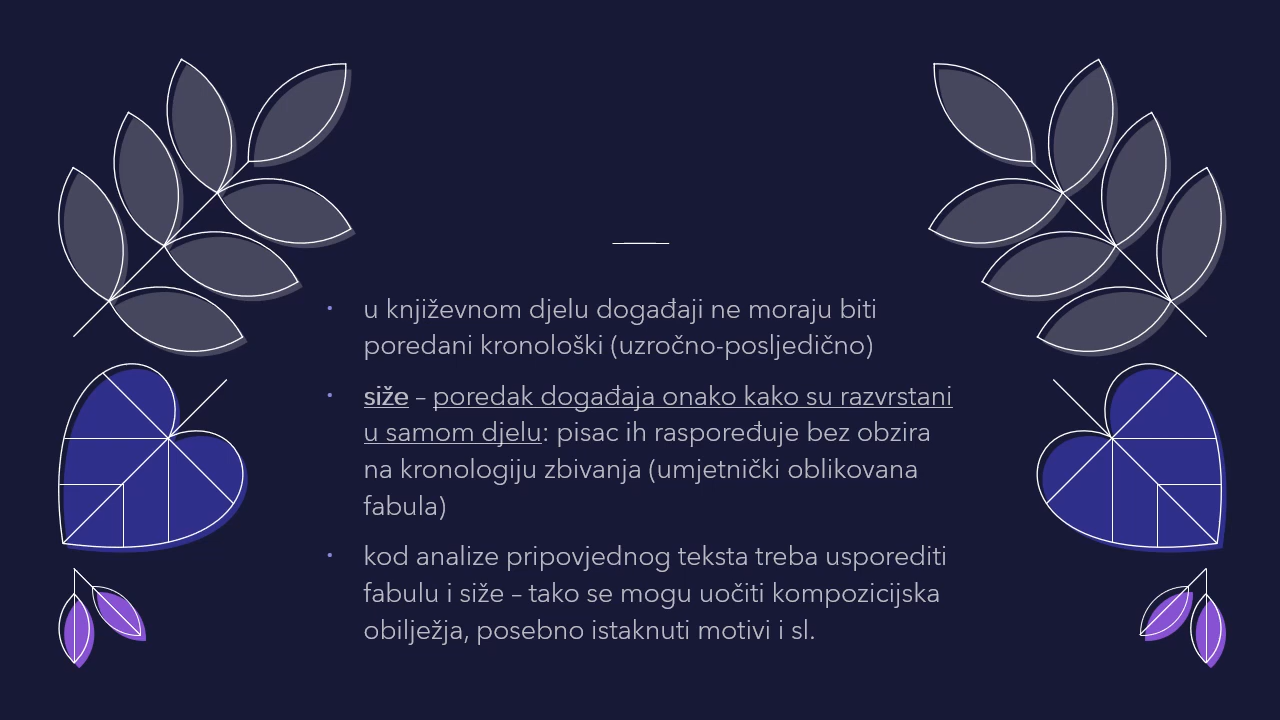 • u književnom djelu događaji ne moraju biti
poredani kronološki (uzročno-posljedično)
• siže – poredak događaja onako kako su razvrstani
u samom djelu: pisac ih raspoređuje bez obzira
na kronologiju zbivanja (umjetnički oblikovana
fabula)
• kod analize pripovjednog teksta treba usporediti
fabulu i siže – tako se mogu uočiti kompozicijska
obilježja, posebno istaknuti motivi i sl.